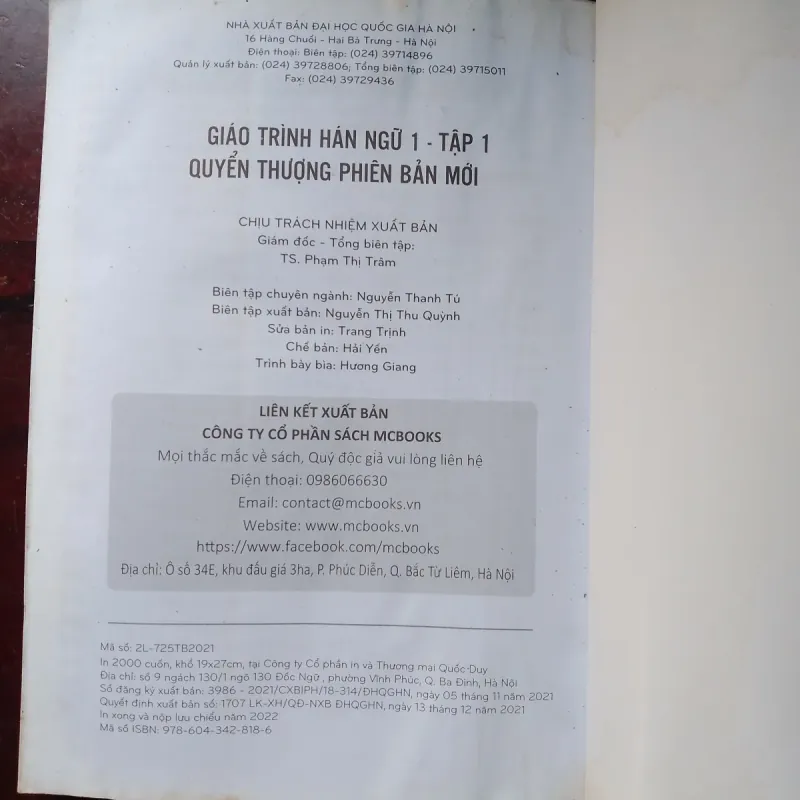 NHÀ XUẤT BẢN ĐẠI HỌC QUỐC GIA HÀ NỘI
16 Hàng Chuối - Hai Bà Trưng - Hà Nội
Điện thoại: Biên tập: (024) 39714896
Quản lý xuất bản: (024) 39728806; Tổng biên tập: (024) 39715011
Fax: (024) 39729436
GIÁO TRÌNH HÁN NGỮ 1 - TẬP 1
QUYỂN THƯỢNG PHIÊN BẢN MỚI
CHỊU TRÁCH NHIỆM XUẤT BẢN
Giám đốc - Tổng biên tập:
TS. Phạm Thị Trâm
Biên tập chuyên ngành: Nguyễn Thanh Tú
Biên tập xuất bản: Nguyễn Thị Thu Quỳnh
Sửa bản in: Trang Trịnh
Chế bản: Hải Yến
Trình bày bìa: Hương Giang
LIÊN KẾT XUẤT BẢN
CÔNG TY CỔ PHẦN SÁCH MCBOOKS
Mọi thắc mắc về sách, Quý độc giả vui lòng liên hệ
Điện thoại: 0986066630
Email: contact@mcbooks.vn
Website: www.mcbooks.vn
https://www.facebook.com/mcbooks
Địa chỉ: Ô số 34E, khu đấu giá 3ha, P. Phúc Diễn, Q. Bắc Từ Liêm, Hà Nội
Mã số: 2L-725TB2021
In 2000 cuốn, khổ 19x27cm, tại Công ty Cổ phần in và Thương mại Quốc Duy
Địa chỉ: số 9 ngách 130/1 ngõ 130 Đốc Ngữ, phường Vĩnh Phúc, Q. Ba Đình, Hà Nội
Số đăng ký xuất bản: 3986 - 2021/CXBIPH/18-314/ĐHQGHN, ngày 05 tháng 11 năm 2021
Quyết định xuất bản số: 1707 LK-XH/QĐ-NXB ĐHQGHN, ngày 13 tháng 12 năm 2021
In xong và nộp lưu chiểu năm 2022
Mã số ISBN: 978-604-342-818-6